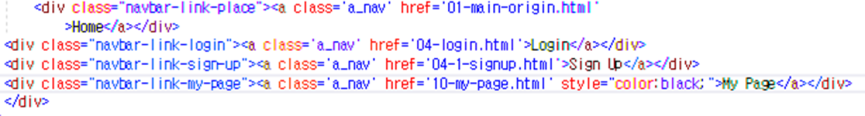 <div class="navbar-link-place"><a class='a_nav' href='01-main-origin.html'
>Home</a></div>
<div class="navbar-link-login"><a class='a_nav' href='04-login.html'>Login</a></div>
<div class="navbar-link-sign-up"><a class='a_nav' href='04-1-signup.html'>Sign Up</a></div>
<div class="navbar-link-my-page"><a class='a_nav' href='10-my-page.html' style="color:black;">My Page</a></div>
</div>